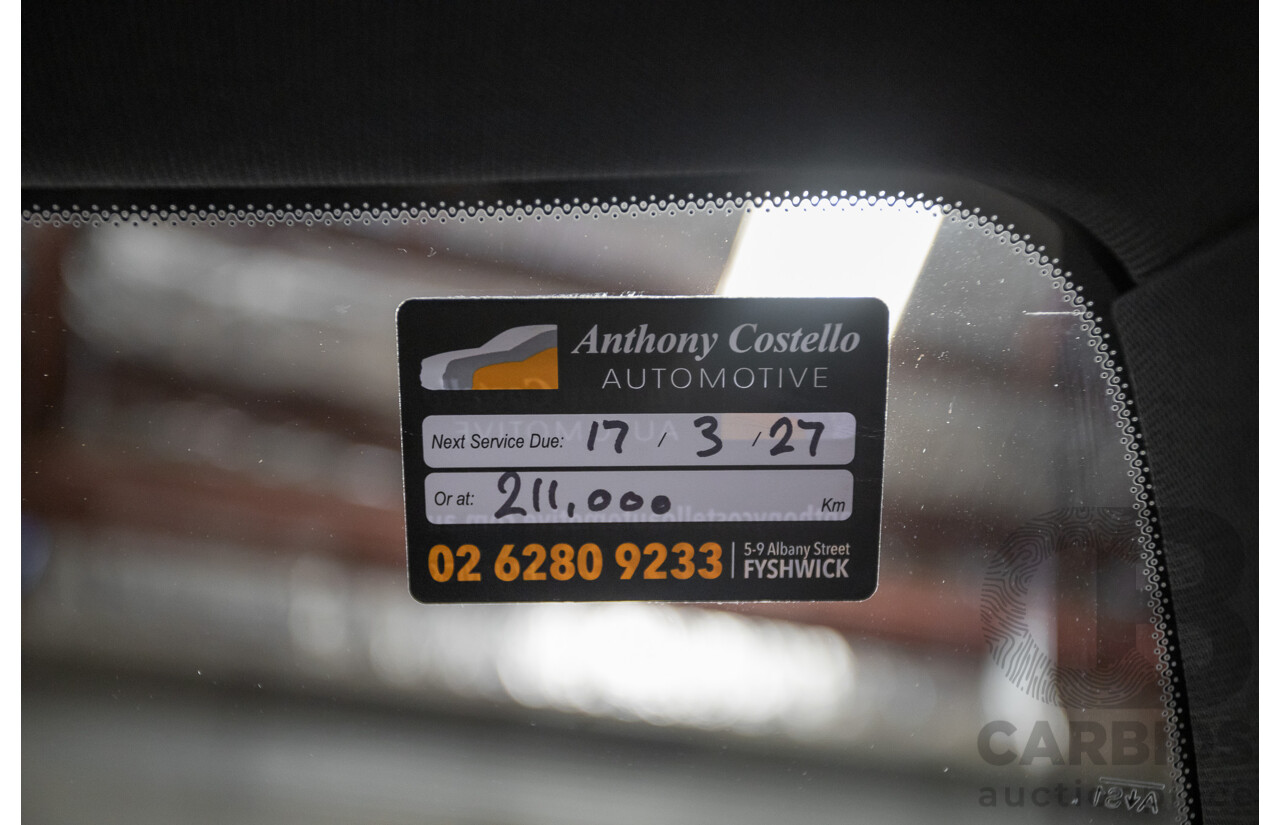 Anthony Costello
AUTOMOTIVE
Next Service Due: 17 / 3 / 27
Or at: 211,000 Km
02 6280 9233
5-9 Albany Street
FYSHWICK
CARBIDS